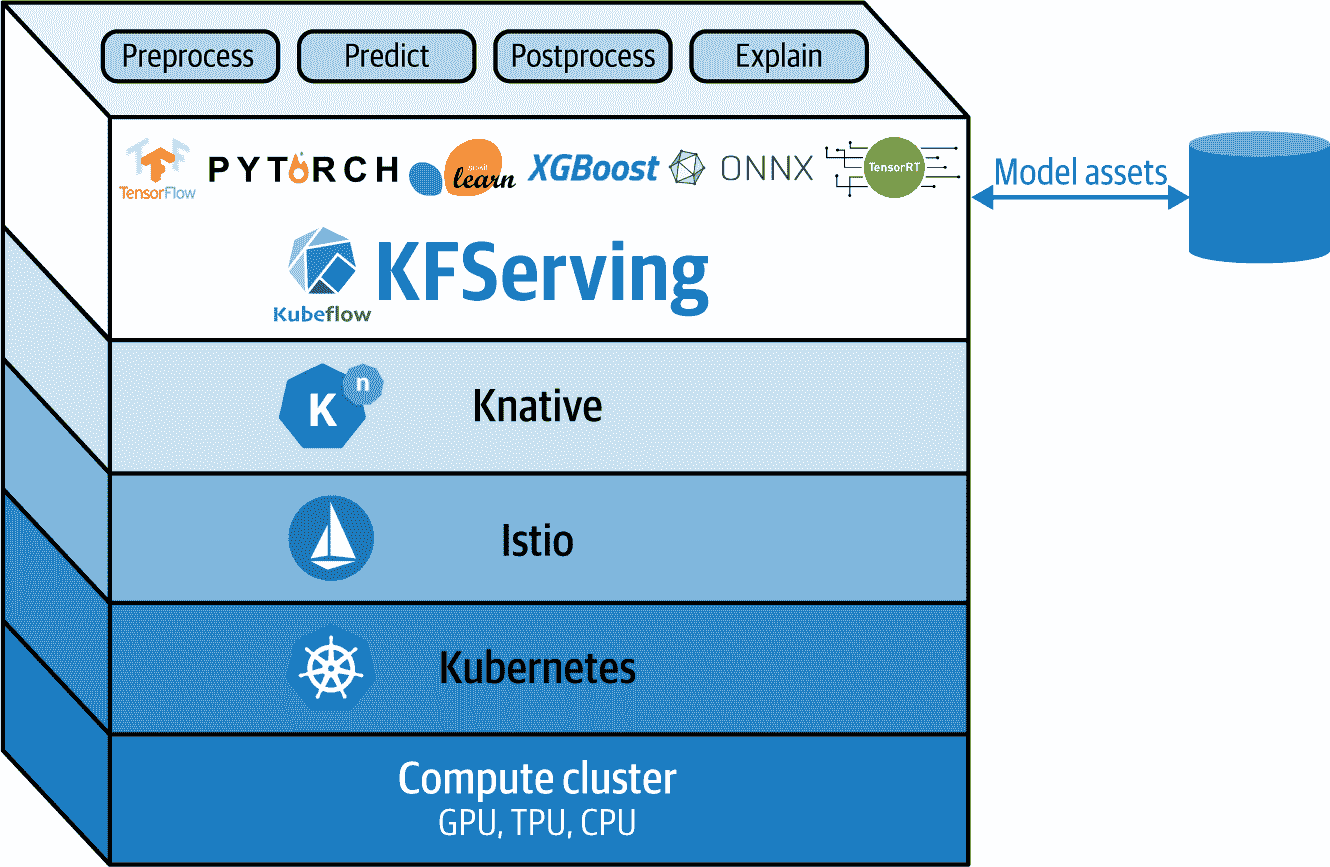 Preprocess Predict Postprocess Explain
TensorFlow PYTORCH scikit learn XGBoost ONNX TensorRT
Model assets
Kubeflow KFServing
K n Knative
Istio
Kubernetes
Compute cluster
GPU, TPU, CPU